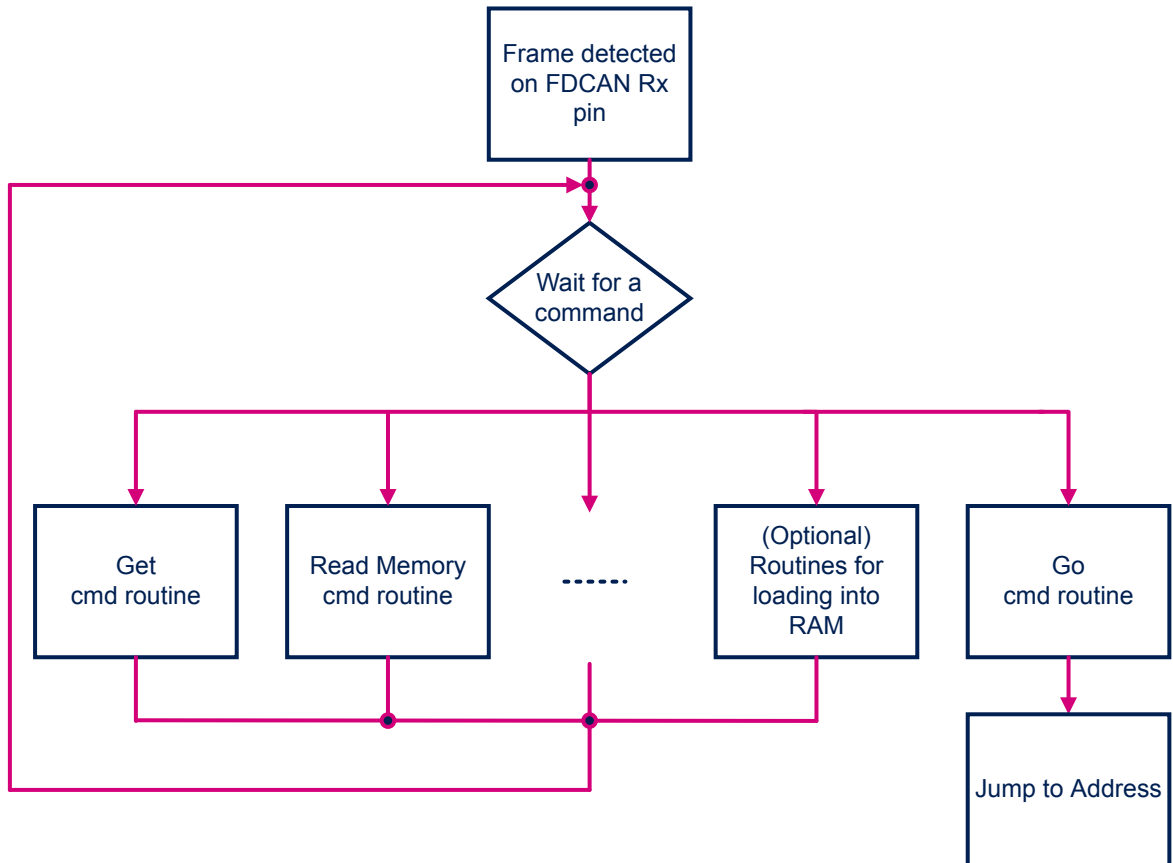 Frame detected
on FDCAN Rx
pin
Wait for a
command
Get
cmd routine
Read Memory
cmd routine
(Optional)
Routines for
loading into
RAM
Go
cmd routine
Jump to Address